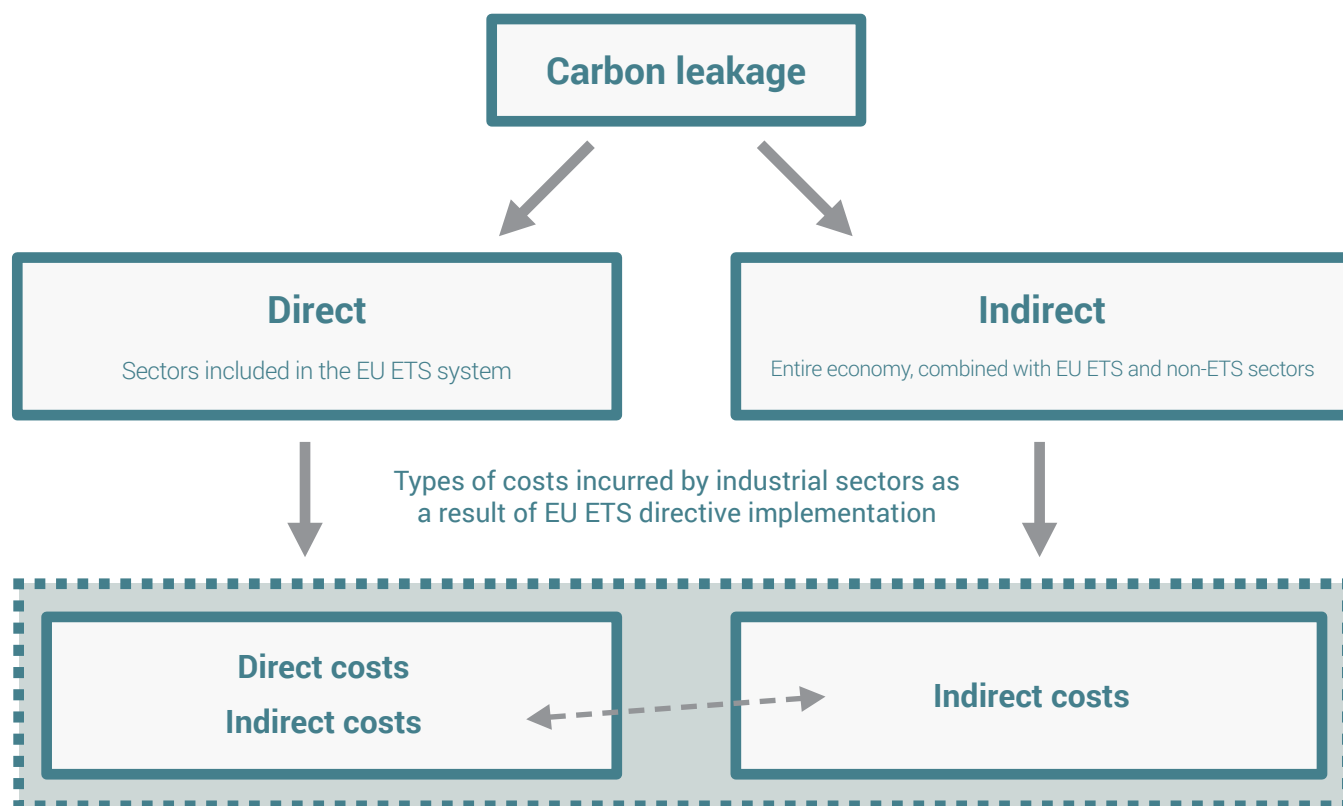 Carbon leakage
Direct
Sectors included in the EU ETS system
Indirect
Entire economy, combined with EU ETS and non-ETS sectors
Types of costs incurred by industrial sectors as
a result of EU ETS directive implementation
Direct costs
Indirect costs
Indirect costs